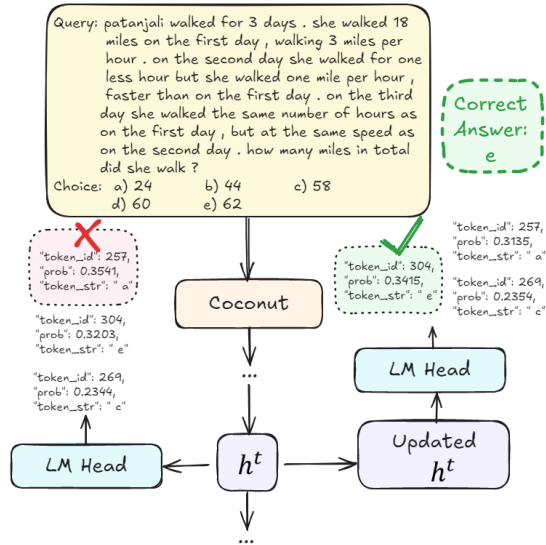 Query: patanjali walked for 3 days . she walked 18
miles on the first day , walking 3 miles per
hour . on the second day she walked for one
less hour but she walked one mile per hour ,
faster than on the first day . on the third
day she walked the same number of hours as
on the first day , but at the same speed as
on the second day . how many miles in total
did she walk ?
Choice: a) 24 b) 44 c) 58
d) 60 e) 62
Correct
Answer:
e
"token_id": 257,
"prob": 0.3541,
"token_str": " a"
"token_id": 304,
"prob": 0.3203,
"token_str": " e"
"token_id": 269,
"prob": 0.2344,
"token_str": " c"
LM Head
Coconut
...
h^t
...
"token_id": 304,
"prob": 0.3415,
"token_str": " e"
"token_id": 257,
"prob": 0.3135,
"token_str": " a"
"token_id": 269,
"prob": 0.2354,
"token_str": " c"
LM Head
Updated
h^t